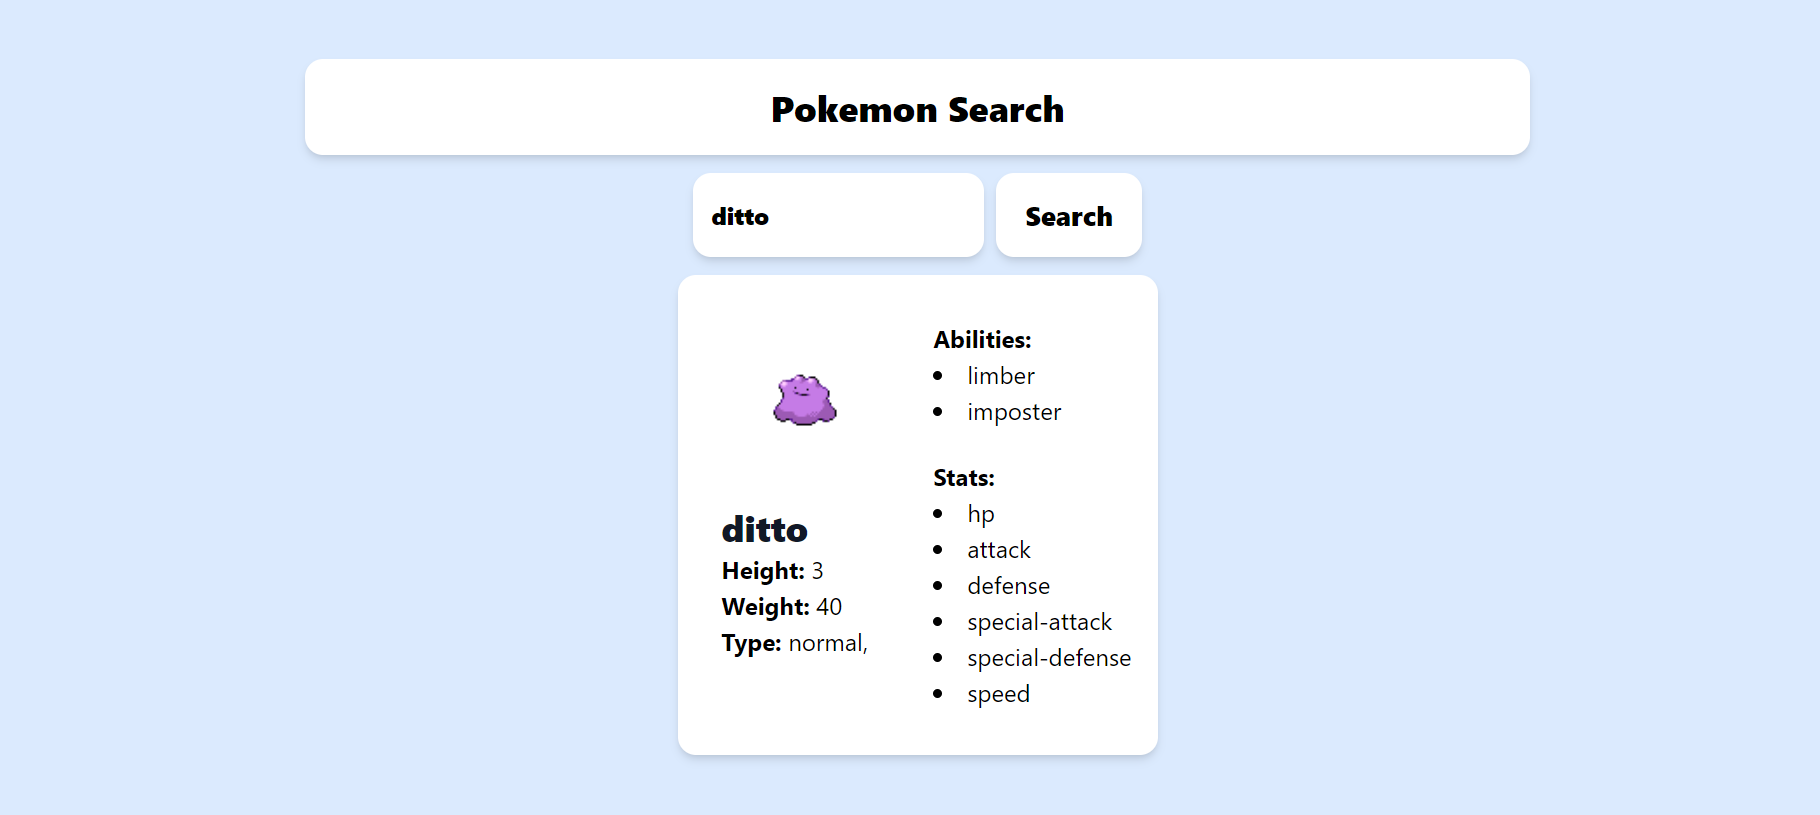 Pokemon Search
ditto
Search
ditto
Height: 3
Weight: 40
Type: normal,
Abilities:
limber
imposter
Stats:
hp
attack
defense
special-attack
special-defense
speed